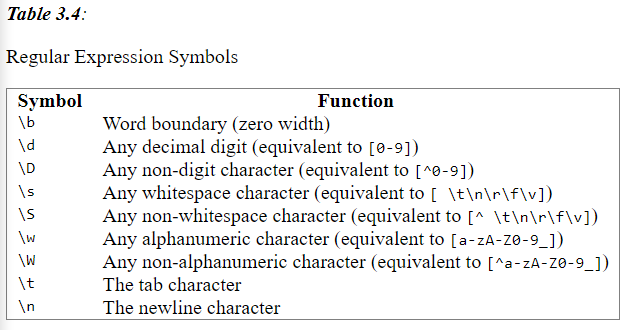 Table 3.4:
Regular Expression Symbols
Symbol Function
\b Word boundary (zero width)
\d Any decimal digit (equivalent to [0-9])
\D Any non-digit character (equivalent to [^0-9])
\s Any whitespace character (equivalent to [ \t\n\r\f\v])
\S Any non-whitespace character (equivalent to [^ \t\n\r\f\v])
\w Any alphanumeric character (equivalent to [a-zA-Z0-9_])
\W Any non-alphanumeric character (equivalent to [^a-zA-Z0-9_])
\t The tab character
\n The newline character